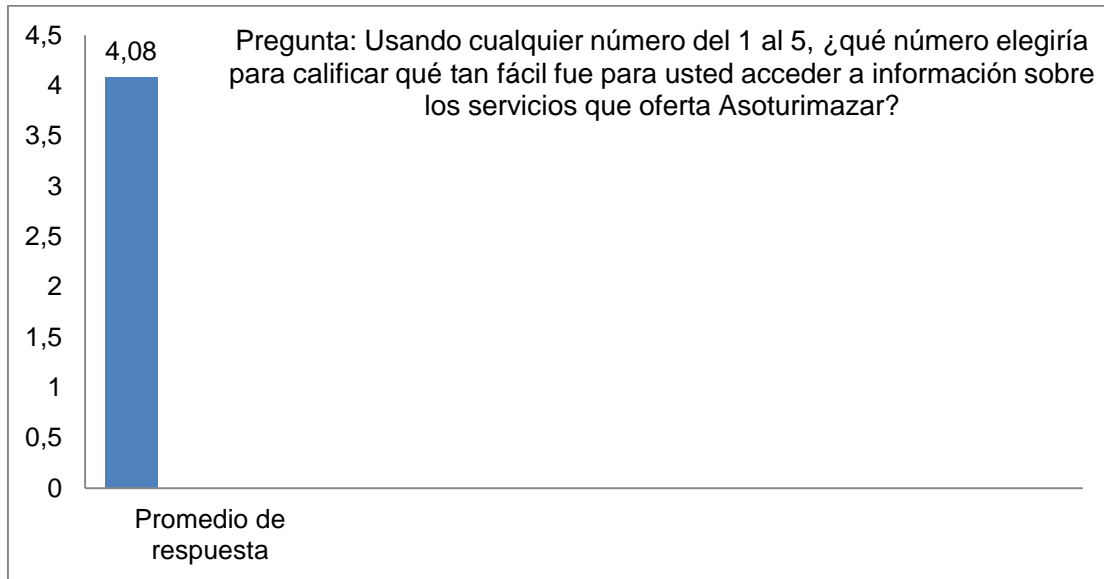 Pregunta: Usando cualquier número del 1 al 5, ¿qué número elegiría
para calificar qué tan fácil fue para usted acceder a información sobre
los servicios que oferta Asoturimazar?
4,5
4,08
4
3,5
3
2,5
2
1,5
1
0,5
0
Promedio de
respuesta